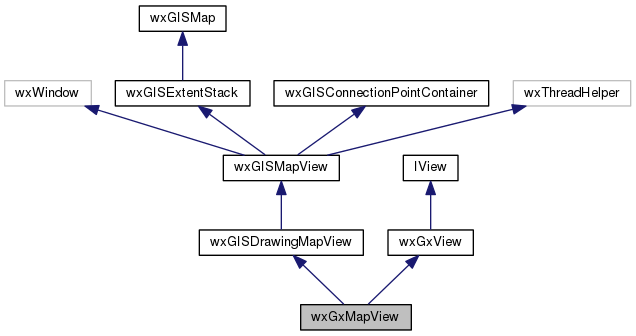 wxGISMap
wxWindow
wxGISExtentStack
wxGISConnectionPointContainer
wxThreadHelper
wxGISMapView
IView
wxGISDrawingMapView
wxGxView
wxGxMapView